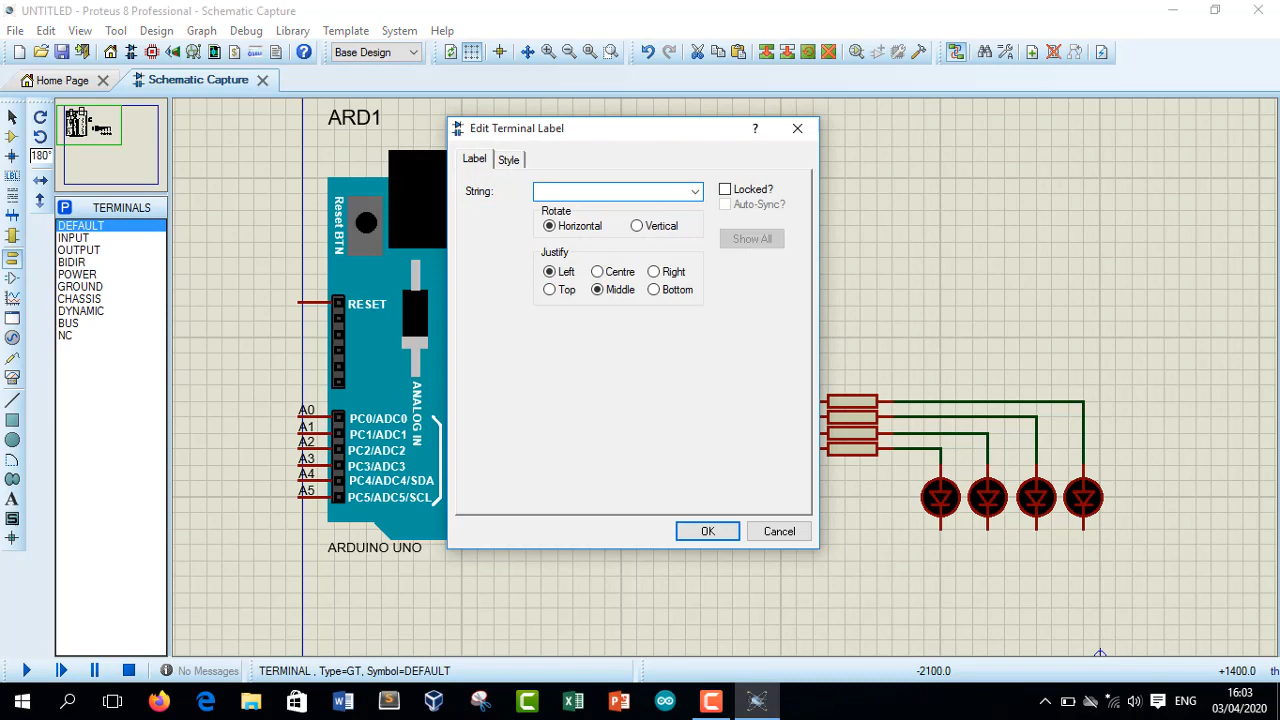 UNTITLED - Proteus 8 Professional - Schematic Capture
File Edit View Tool Design Graph Debug Library Template System Help
Base Design
Home Page
Schematic Capture
180°
P TERMINALS
DEFAULT
INPUT
OUTPUT
BIDIR
POWER
GROUND
CHASSIS
DYNAMIC
BUS
NC
ARD1
Reset BTN
RESET
ANALOG IN
A0
A1
A2
A3
A4
A5
PC0/ADC0
PC1/ADC1
PC2/ADC2
PC3/ADC3
PC4/ADC4/SDA
PC5/ADC5/SCL
ARDUINO UNO
Edit Terminal Label
?
Label Style
String:
Locked?
Auto-Sync?
Rotate
Horizontal Vertical
Show All
Justify
Left Centre Right
Top Middle Bottom
OK Cancel
No Messages
TERMINAL , Type=GT, Symbol=DEFAULT
-2100.0
+1400.0
th
ENG
16:03
03/04/2020